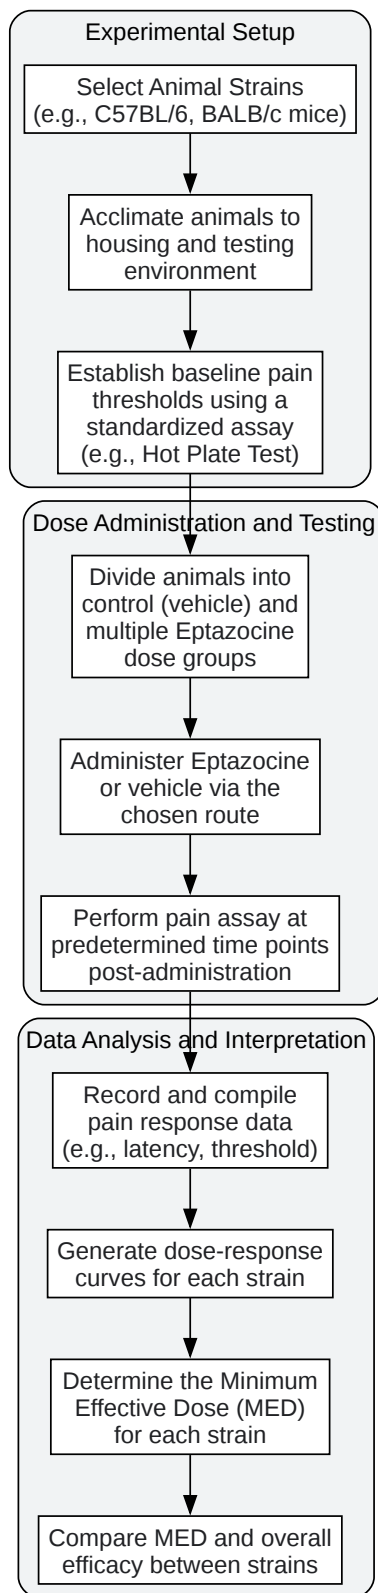 Experimental Setup
Select Animal Strains
(e.g., C57BL/6, BALB/c mice)
Acclimate animals to
housing and testing
environment
Establish baseline pain
thresholds using a
standardized assay
(e.g., Hot Plate Test)
Dose Administration and Testing
Divide animals into
control (vehicle) and
multiple Eptazocine
dose groups
Administer Eptazocine
or vehicle via the
chosen route
Perform pain assay at
predetermined time points
post-administration
Data Analysis and Interpretation
Record and compile
pain response data
(e.g., latency, threshold)
Generate dose-response
curves for each strain
Determine the Minimum
Effective Dose (MED)
for each strain
Compare MED and overall
efficacy between strains